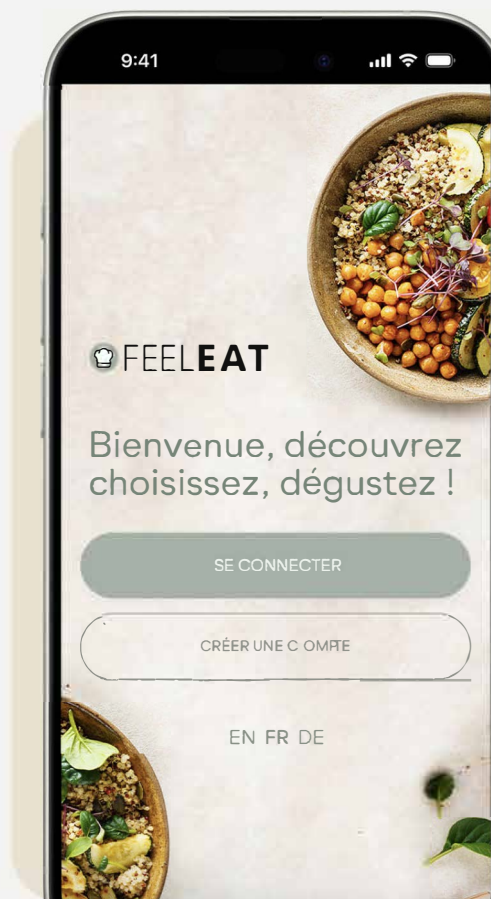 9:41
FEELEAT
Bienvenue, découvrez
choisissez, dégustez !
SE CONNECTER
CRÉER UNE C OMPTE
EN FR DE